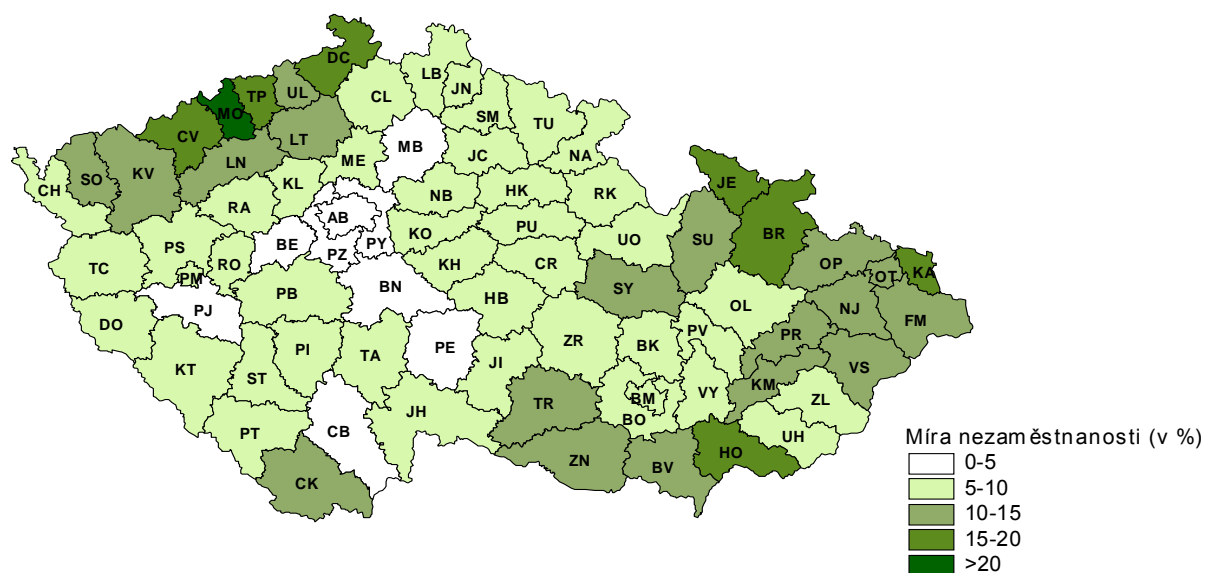 DC
LB
JN
TP
UL
CL
MO
SM
TU
CV
LT
MB
ME
JC
NA
LN
SO
KV
CH
KL
JE
NB
HK
RK
RA
AB
KO
PU
BR
PS
BE
PY
UO
SU
PZ
TC
RO
KH
CR
OP
OT
KA
PM
BN
SY
PB
HB
OL
PJ
NJ
FM
DO
PV
PR
PI
TA
PE
ZR
BK
KT
JI
VS
ST
KM
VY
BM
ZL
TR
JH
BO
CB
PT
UH
HO
ZN
BV
CK
Míra nezaměstnanosti (v %)
0-5
5-10
10-15
15-20
>20